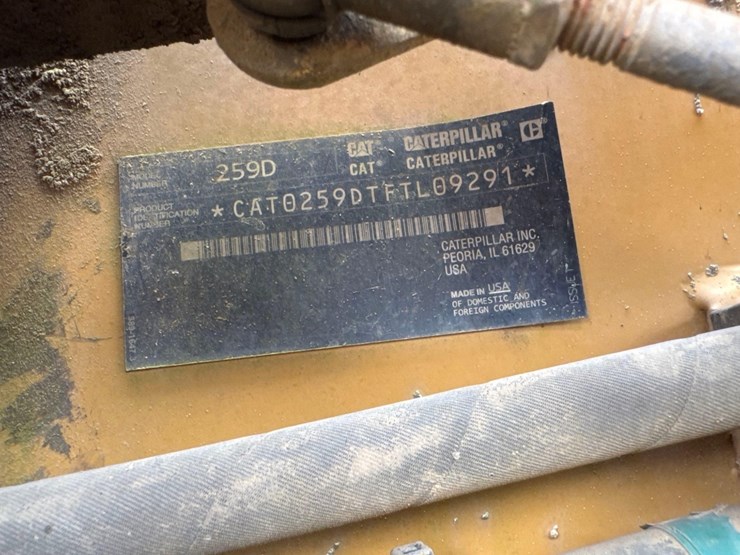 CAT CATERPILLAR C
CAT® CATERPILLAR®
MODEL NUMBER 259D
PRODUCT IDENTIFICATION NUMBER *CAT0259DTFTL09291*
CATERPILLAR INC.
PEORIA, IL 61629
USA
MADE IN USA
OF DOMESTIC AND
FOREIGN COMPONENTS